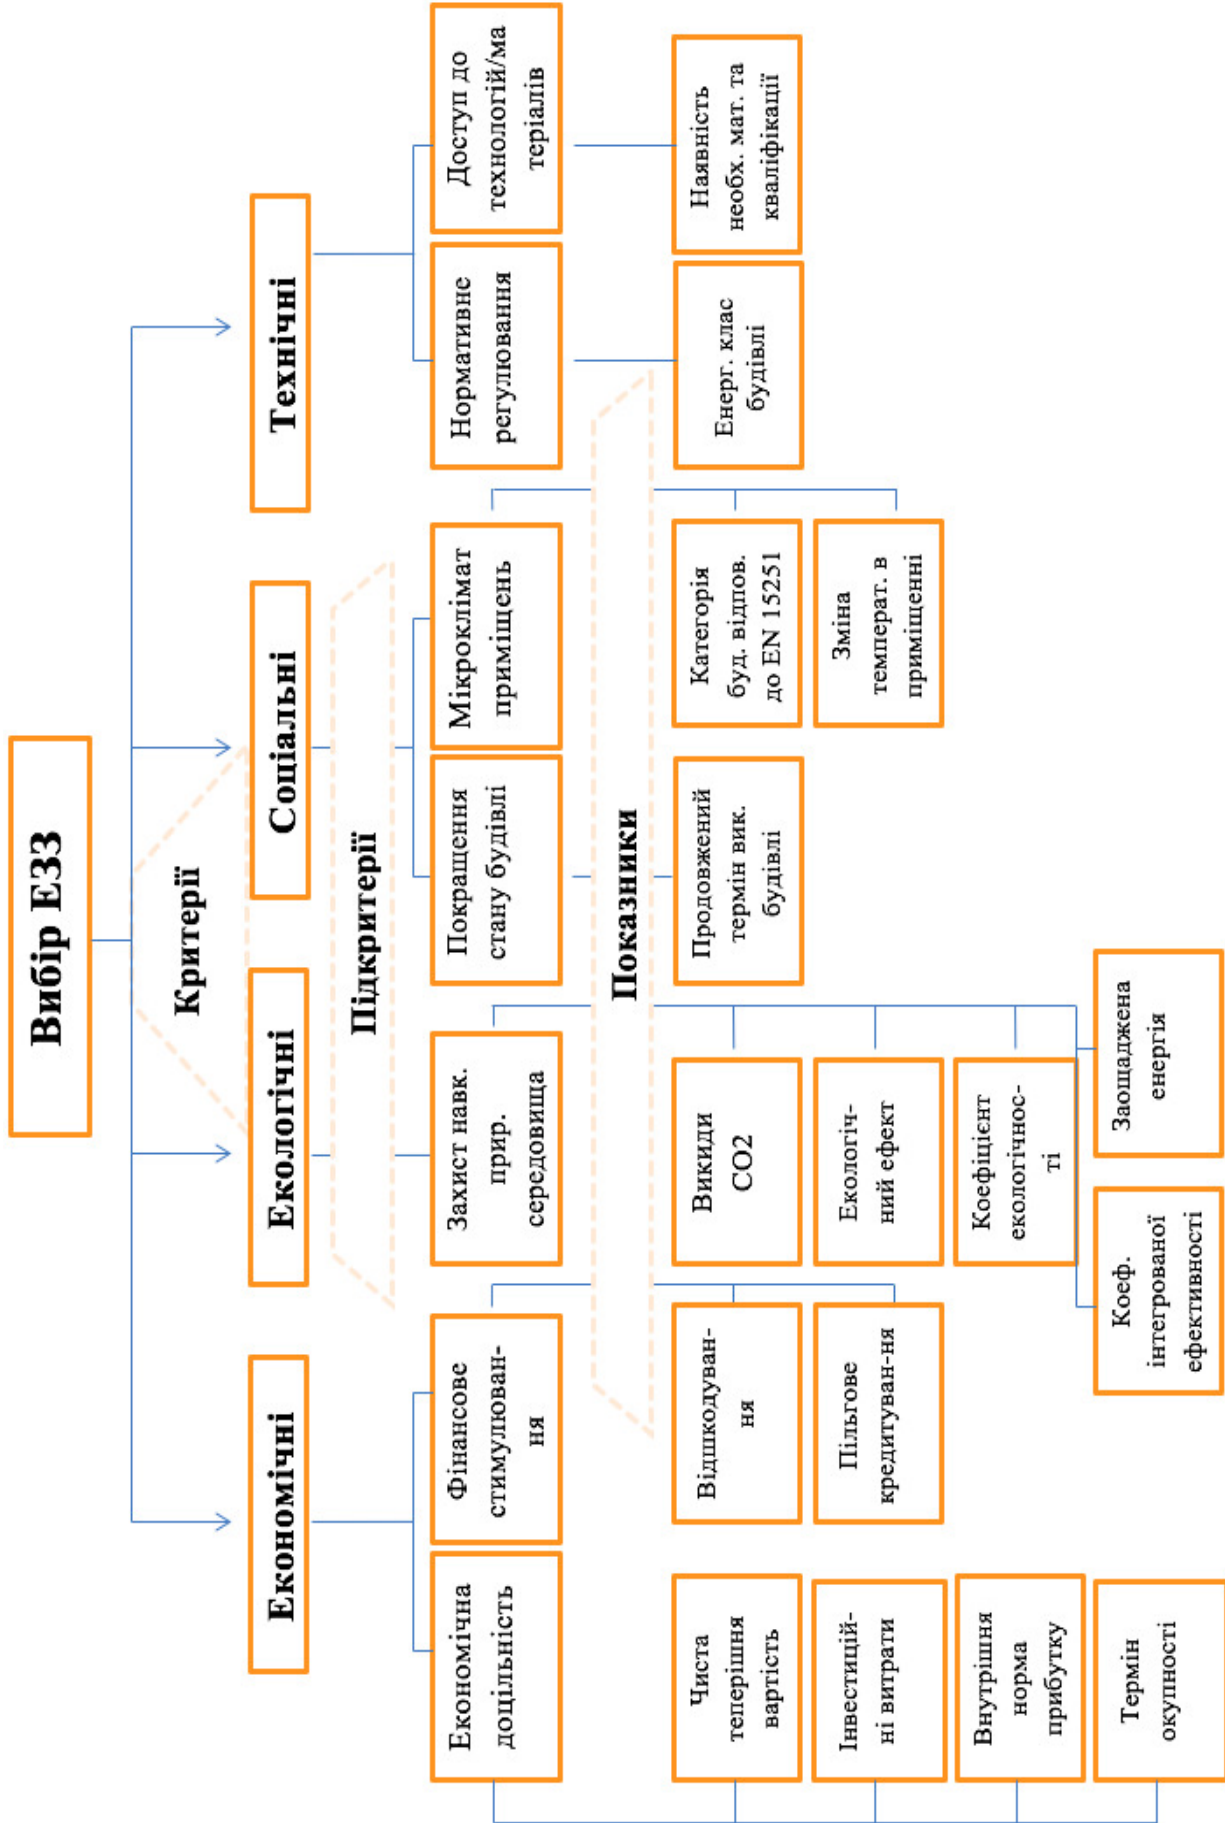 Вибір ЕЗЗ
Критерії
Економічні
Екологічні
Соціальні
Технічні
Підкритерії
Економічна
доцільність
Фінансове
стимулюван-
ня
Захист навк.
прир.
середовища
Покращення
стану будівлі
Мікроклімат
приміщень
Нормативне
регулювання
Доступ до
технологій/ма
теріалів
Показники
Чиста
теперішня
вартість
Інвестицій-
ні витрати
Внутрішня
норма
прибутку
Термін
окупності
Відшкодуван-
ня
Пільгове
кредитуван-ня
Викиди
СО2
Екологіч-
ний ефект
Коефіцієнт
екологічнос-
ті
Коеф.
інтегрованої
ефективності
Заощаджена
енергія
Продовжений
термін вик.
будівлі
Категорія
буд. відпов.
до EN 15251
Зміна
температ. в
приміщенні
Енерг. клас
будівлі
Наявність
необх. мат. та
кваліфікації